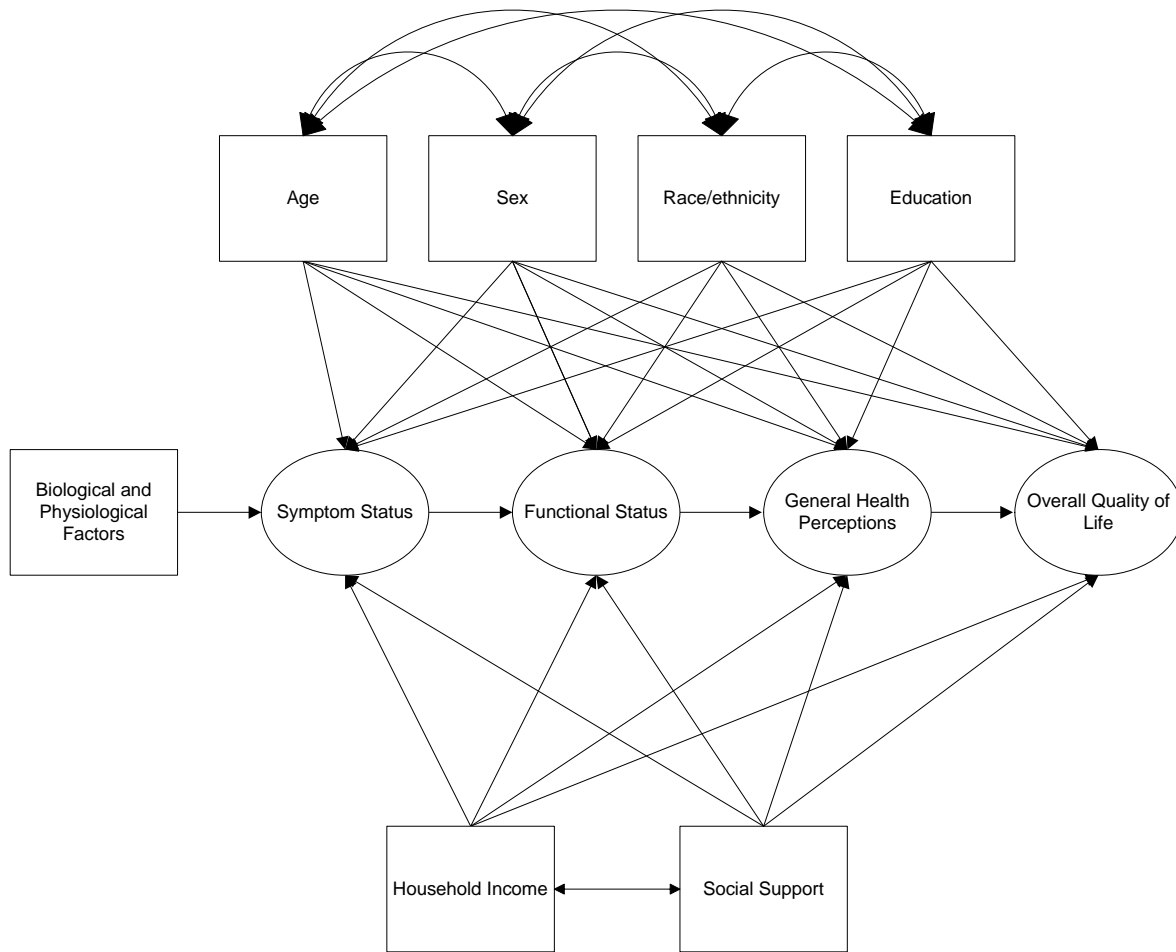 Age
Sex
Race/ethnicity
Education
Biological and
Physiological
Factors
Symptom Status
Functional Status
General Health
Perceptions
Overall Quality of
Life
Household Income
Social Support